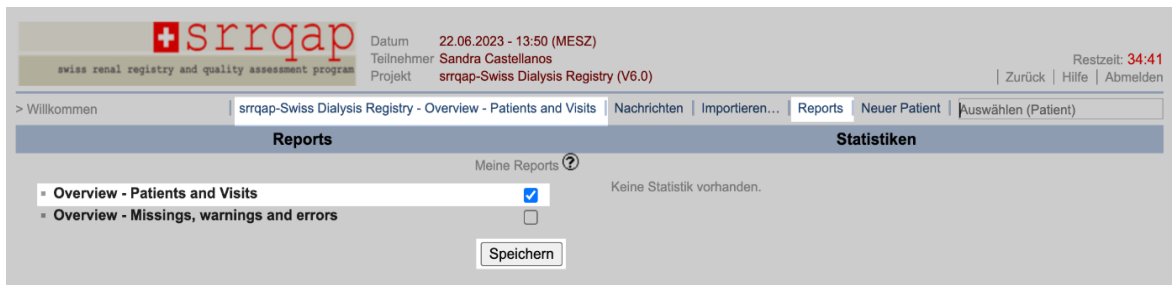 srrqap
swiss renal registry and quality assessment program
Datum 22.06.2023 - 13:50 (MESZ)
Teilnehmer Sandra Castellanos
Projekt srrqap-Swiss Dialysis Registry (V6.0)
Restzeit: 34:41
| Zurück | Hilfe | Abmelden
> Willkommen | srrqap-Swiss Dialysis Registry - Overview - Patients and Visits | Nachrichten | Importieren... | Reports | Neuer Patient | Auswählen (Patient)
Reports Statistiken
Meine Reports ?
Overview - Patients and Visits
Keine Statistik vorhanden.
Overview - Missings, warnings and errors
Speichern